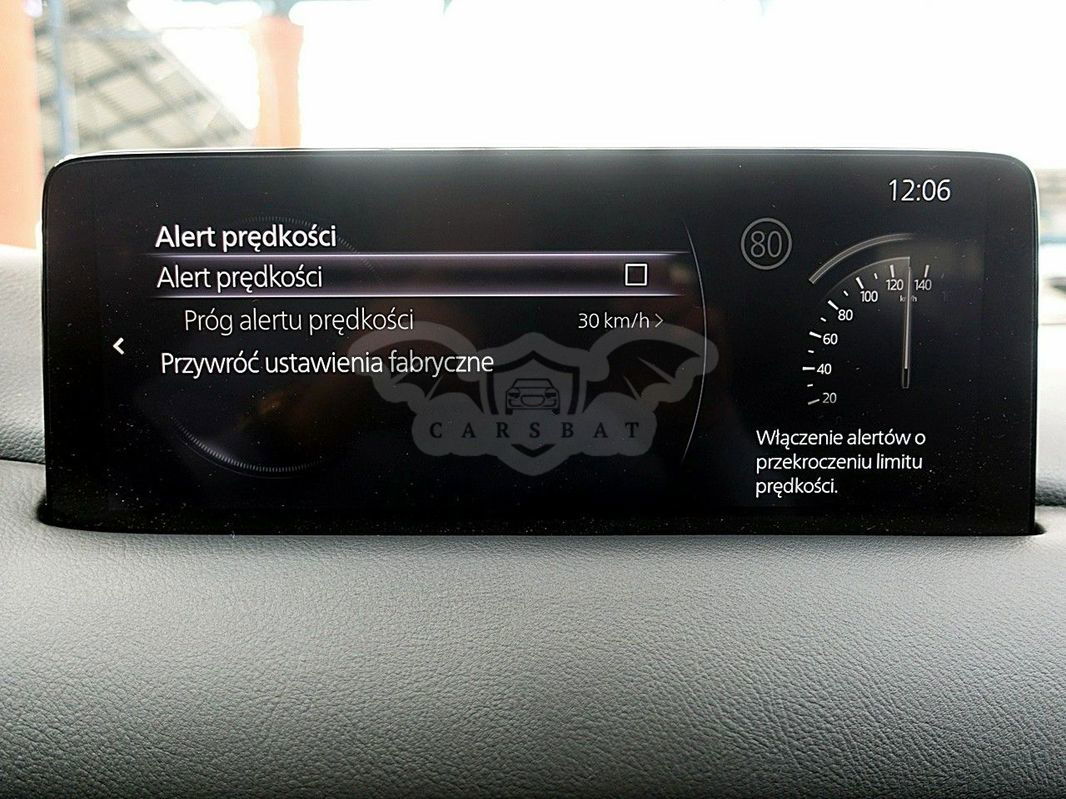 12:06
Alert prędkości
Alert prędkości
Próg alertu prędkości 30 km/h
Przywróć ustawienia fabryczne
CARSBAT
80
140
120
100
km/h
80
60
40
20
Włączenie alertów o
przekroczeniu limitu
prędkości.